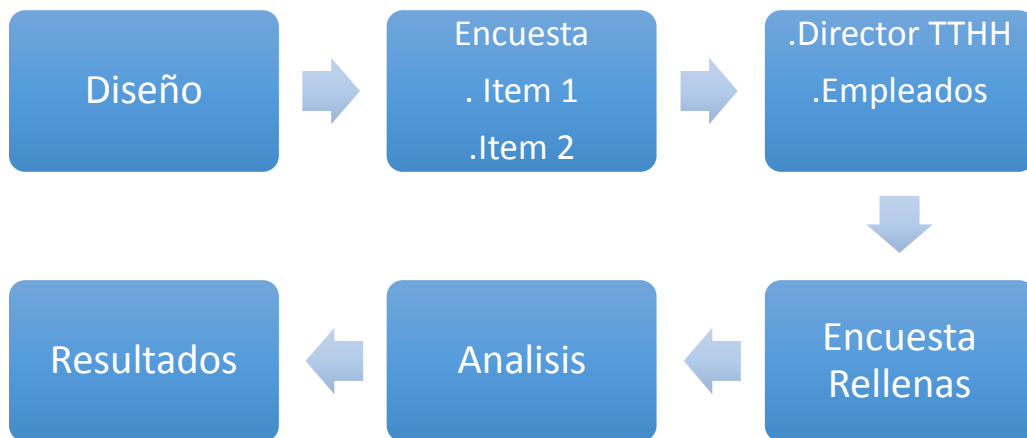 Diseño
Encuesta
. Item 1
.Item 2
.Director TTHH
.Empleados
Encuesta
Rellenas
Analisis
Resultados